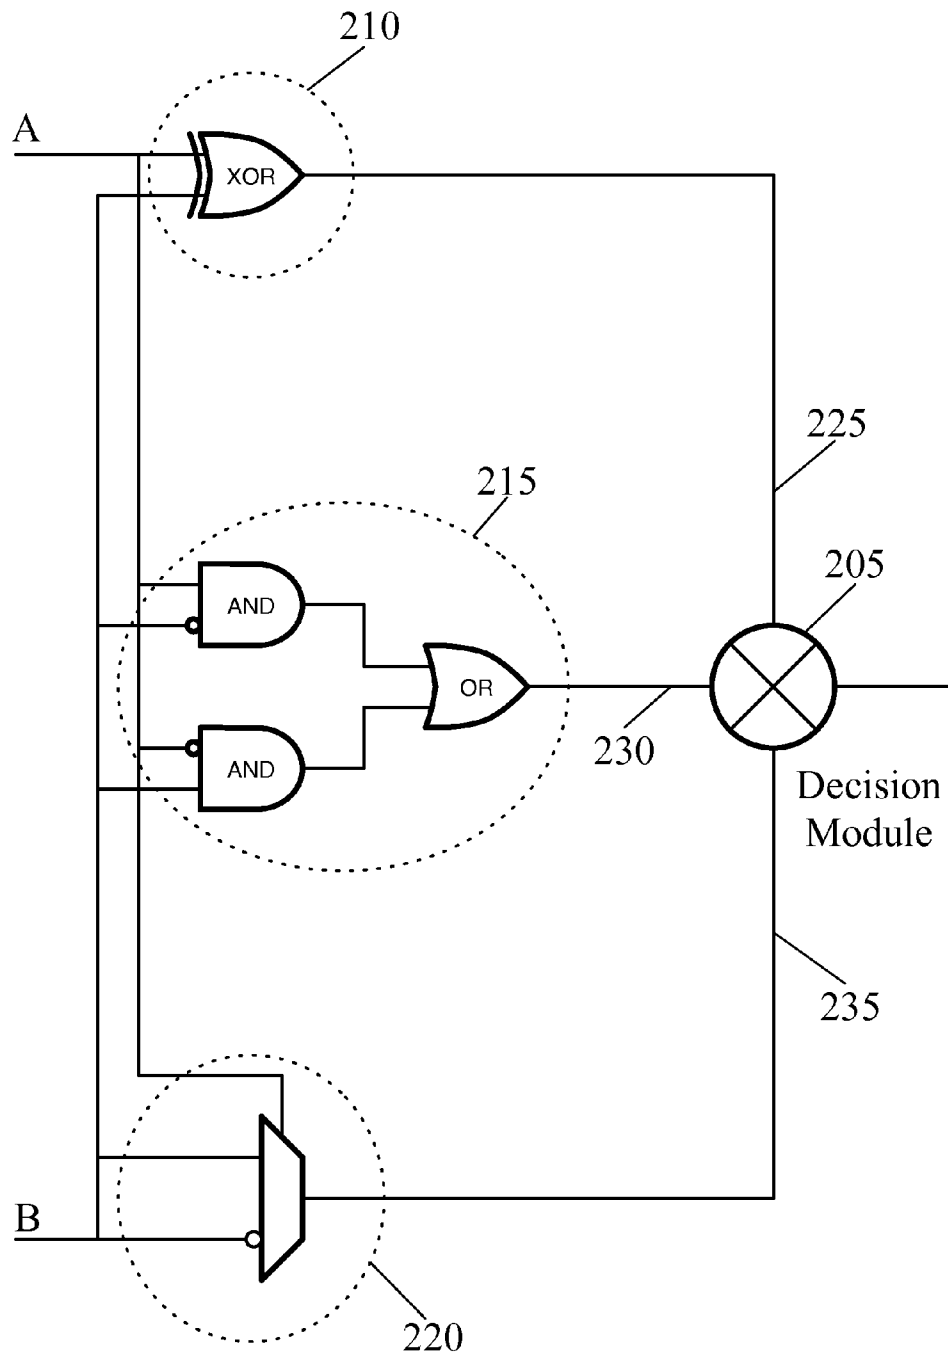 210
A
XOR
225
215
205
AND
OR
230
AND
Decision
Module
235
B
220